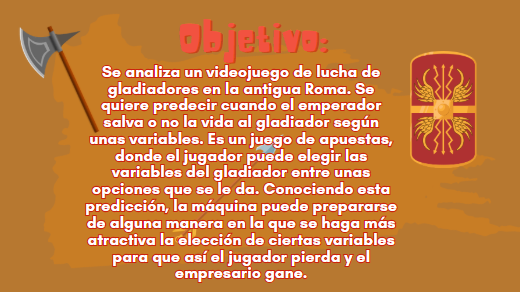 Objetivo:
Se analiza un videojuego de lucha de
gladiadores en la antigua Roma. Se
quiere predecir cuando el emperador
salva o no la vida al gladiador según
unas variables. Es un juego de apuestas,
donde el jugador puede elegir las
variables del gladiador entre unas
opciones que se le da. Conociendo esta
predicción, la máquina puede prepararse
de alguna manera en la que se haga más
atractiva la elección de ciertas variables
para que así el jugador pierda y el
empresario gane.